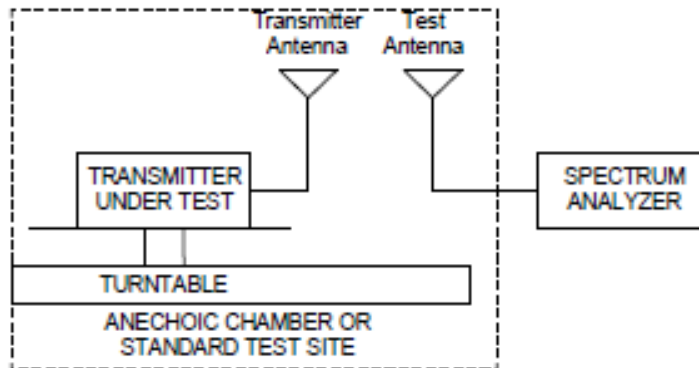 Transmitter
Antenna
Test
Antenna
TRANSMITTER
UNDER TEST
SPECTRUM
ANALYZER
TURNTABLE
ANECHOIC CHAMBER OR
STANDARD TEST SITE